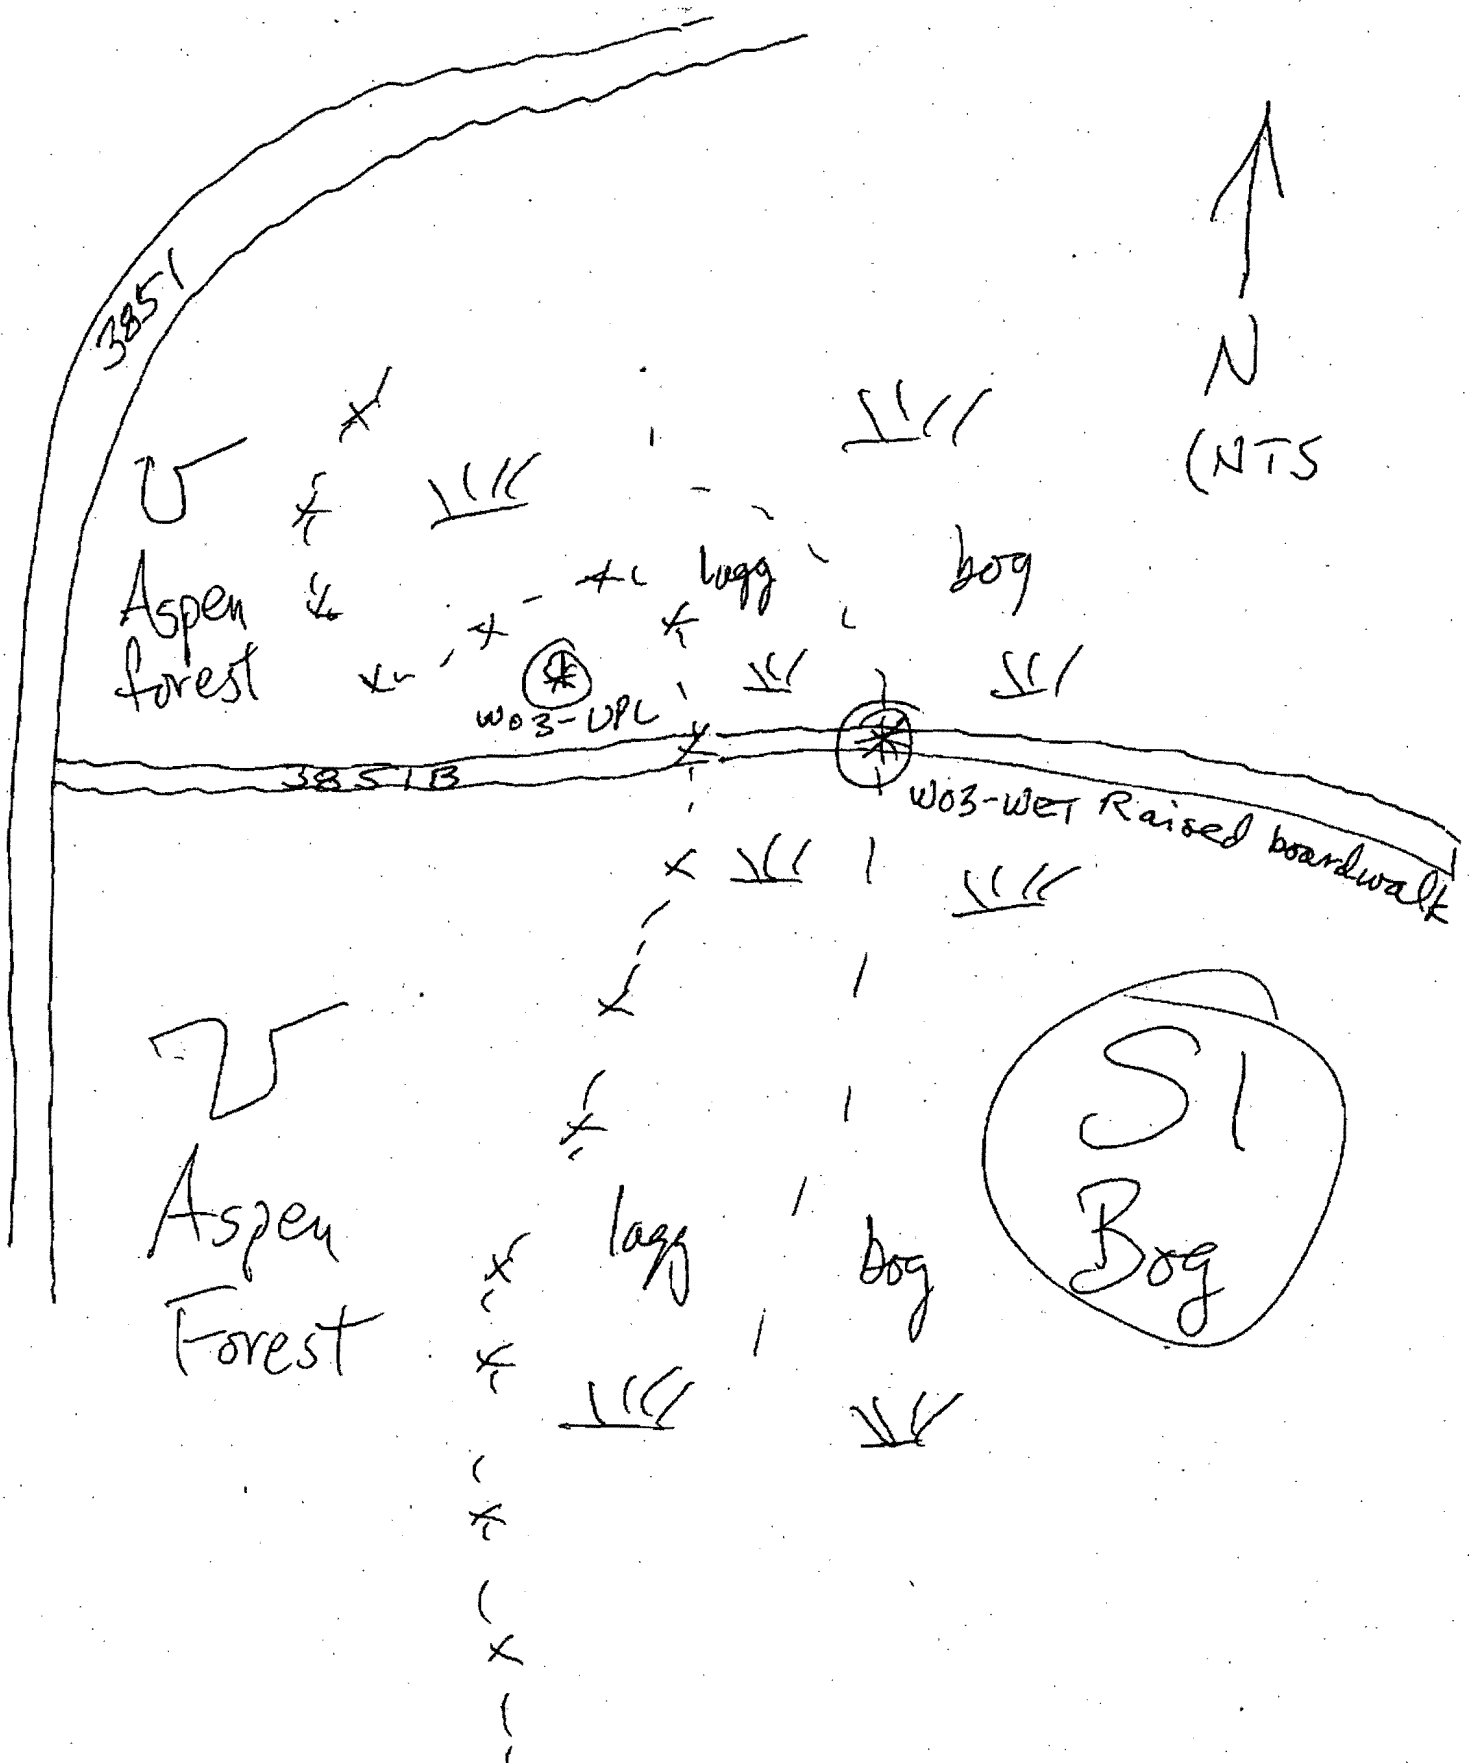 3851
N
(NTS
U
Aspen
forest
lagg
bog
W03-UPL
3851B
W03-WET Raised boardwalk
U
Aspen
Forest
lagg
bog
S1
Bog